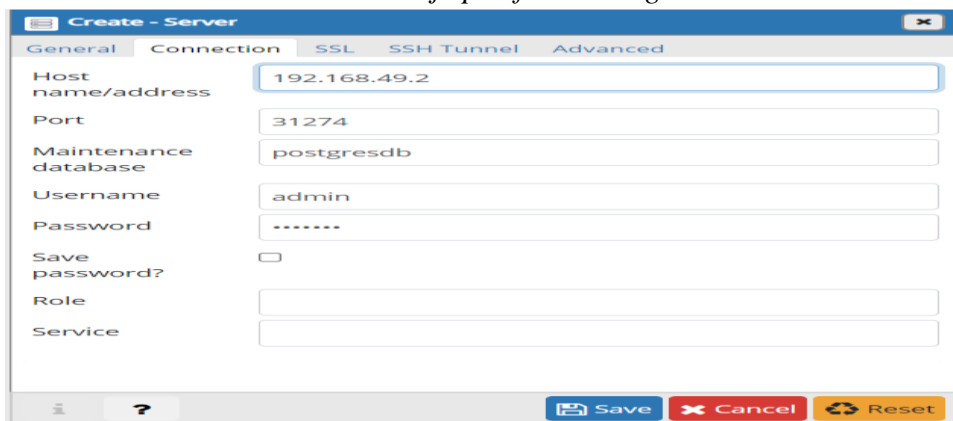 Create - Server
General Connection SSL SSH Tunnel Advanced
Host name/address 192.168.49.2
Port 31274
Maintenance database postgresdb
Username admin
Password •••••••
Save password?
Role
Service
i ? Save Cancel Reset